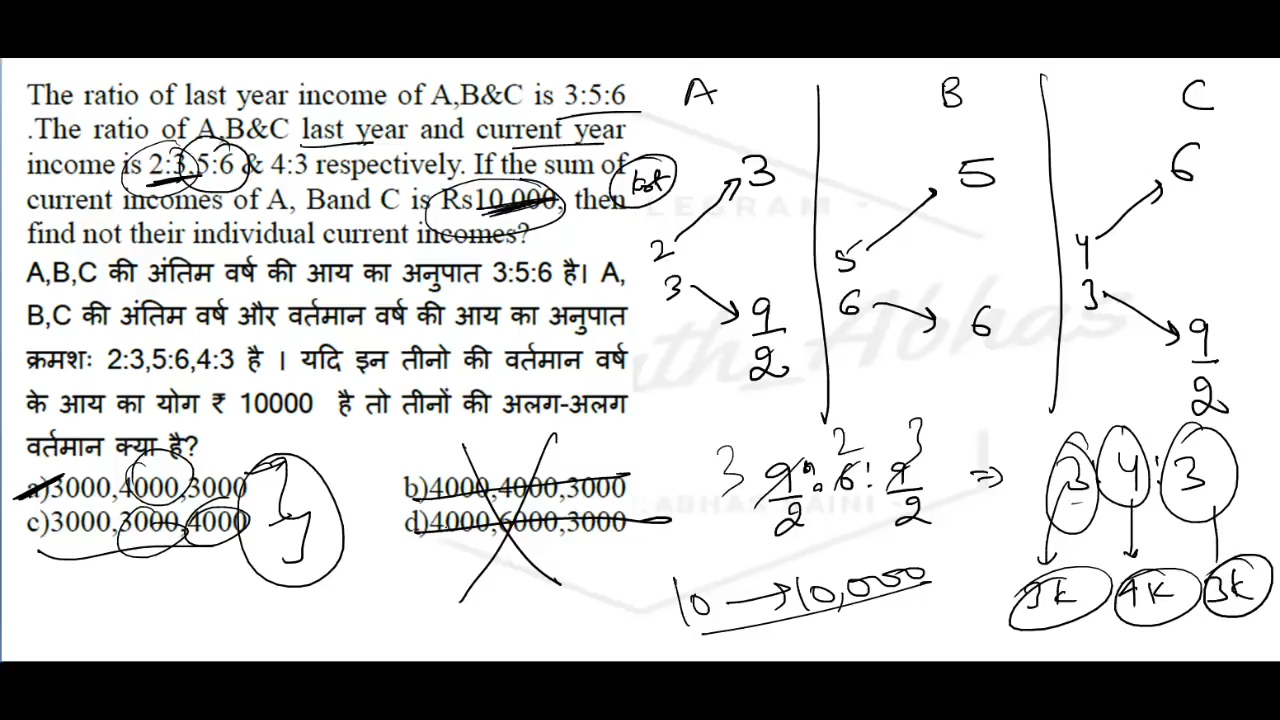 The ratio of last year income of A,B&C is 3:5:6
.The ratio of A,B&C last year and current year
income is 2:3,5:6 & 4:3 respectively. If the sum of
current incomes of A, Band C is Rs10,000, then
find not their individual current incomes?
A,B,C की अंतिम वर्ष की आय का अनुपात 3:5:6 है। A,
B,C की अंतिम वर्ष और वर्तमान वर्ष की आय का अनुपात
क्रमशः 2:3,5:6,4:3 है । यदि इन तीनो की वर्तमान वर्ष
के आय का योग ₹ 10000 है तो तीनों की अलग-अलग
वर्तमान क्या है?
a)3000,4000,3000 b)4000,4000,3000
c)3000,3000,4000 d)4000,6000,3000
A B C
3 5 6
2 5 4
3 6 3
9/2 6 9/2
3 2 3
9/2 : 6 : 9/2 ⇒ 3 : 4 : 3
10 → 10,000 3K 4K 3K